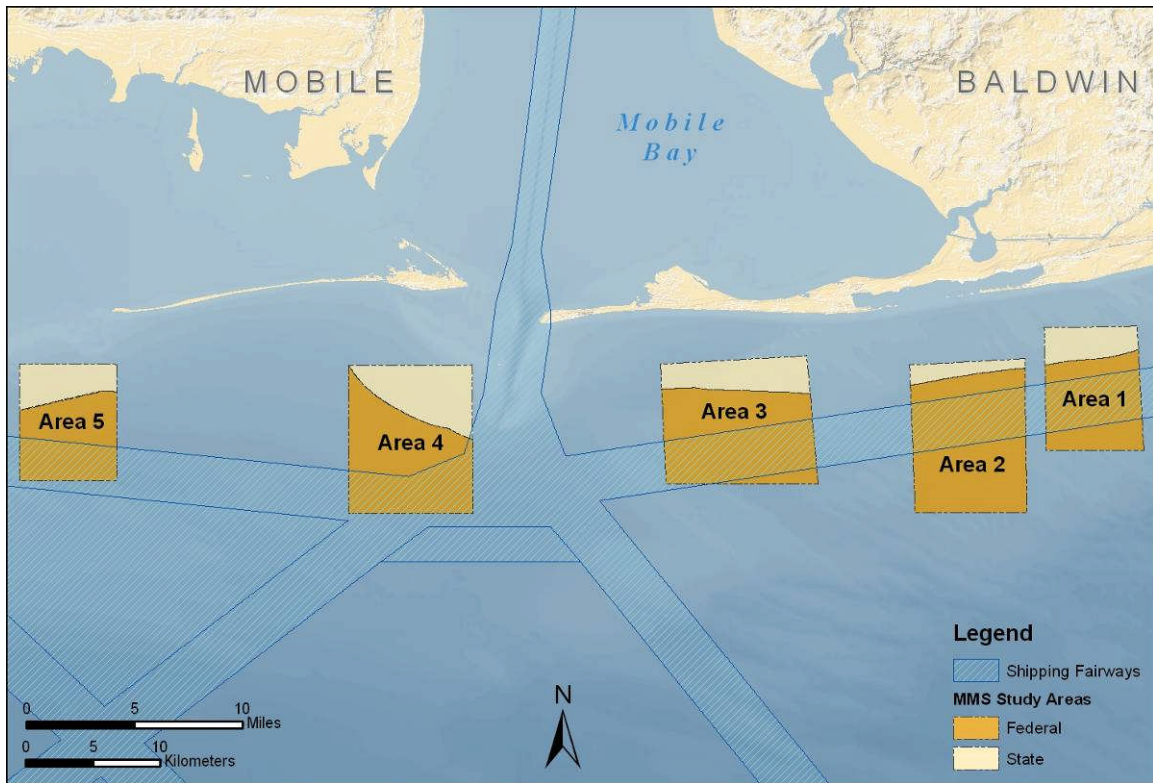 MOBILE
BALDWIN
Mobile
Bay
Area 5
Area 4
Area 3
Area 2
Area 1
Legend
Shipping Fairways
MMS Study Areas
Federal
State
N
0 5 10
Miles
0 5 10
Kilometers